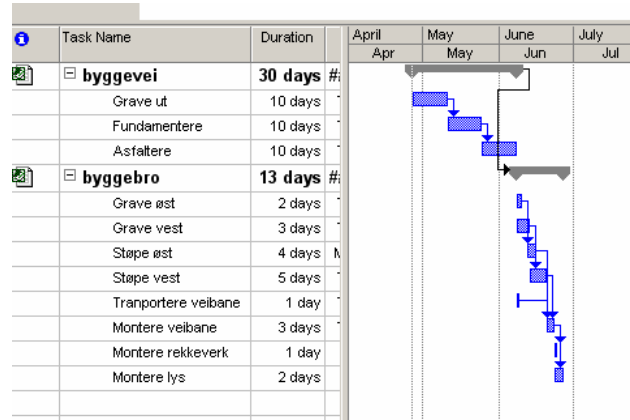 Task Name Duration April May June July
Apr May Jun Jul
byggevei 30 days ##
Grave ut 10 days
Fundamentere 10 days
Asfaltere 10 days
byggebro 13 days ##
Grave øst 2 days
Grave vest 3 days
Støpe øst 4 days
Støpe vest 5 days
Tranportere veibane 1 day
Montere veibane 3 days
Montere rekkeverk 1 day
Montere lys 2 days